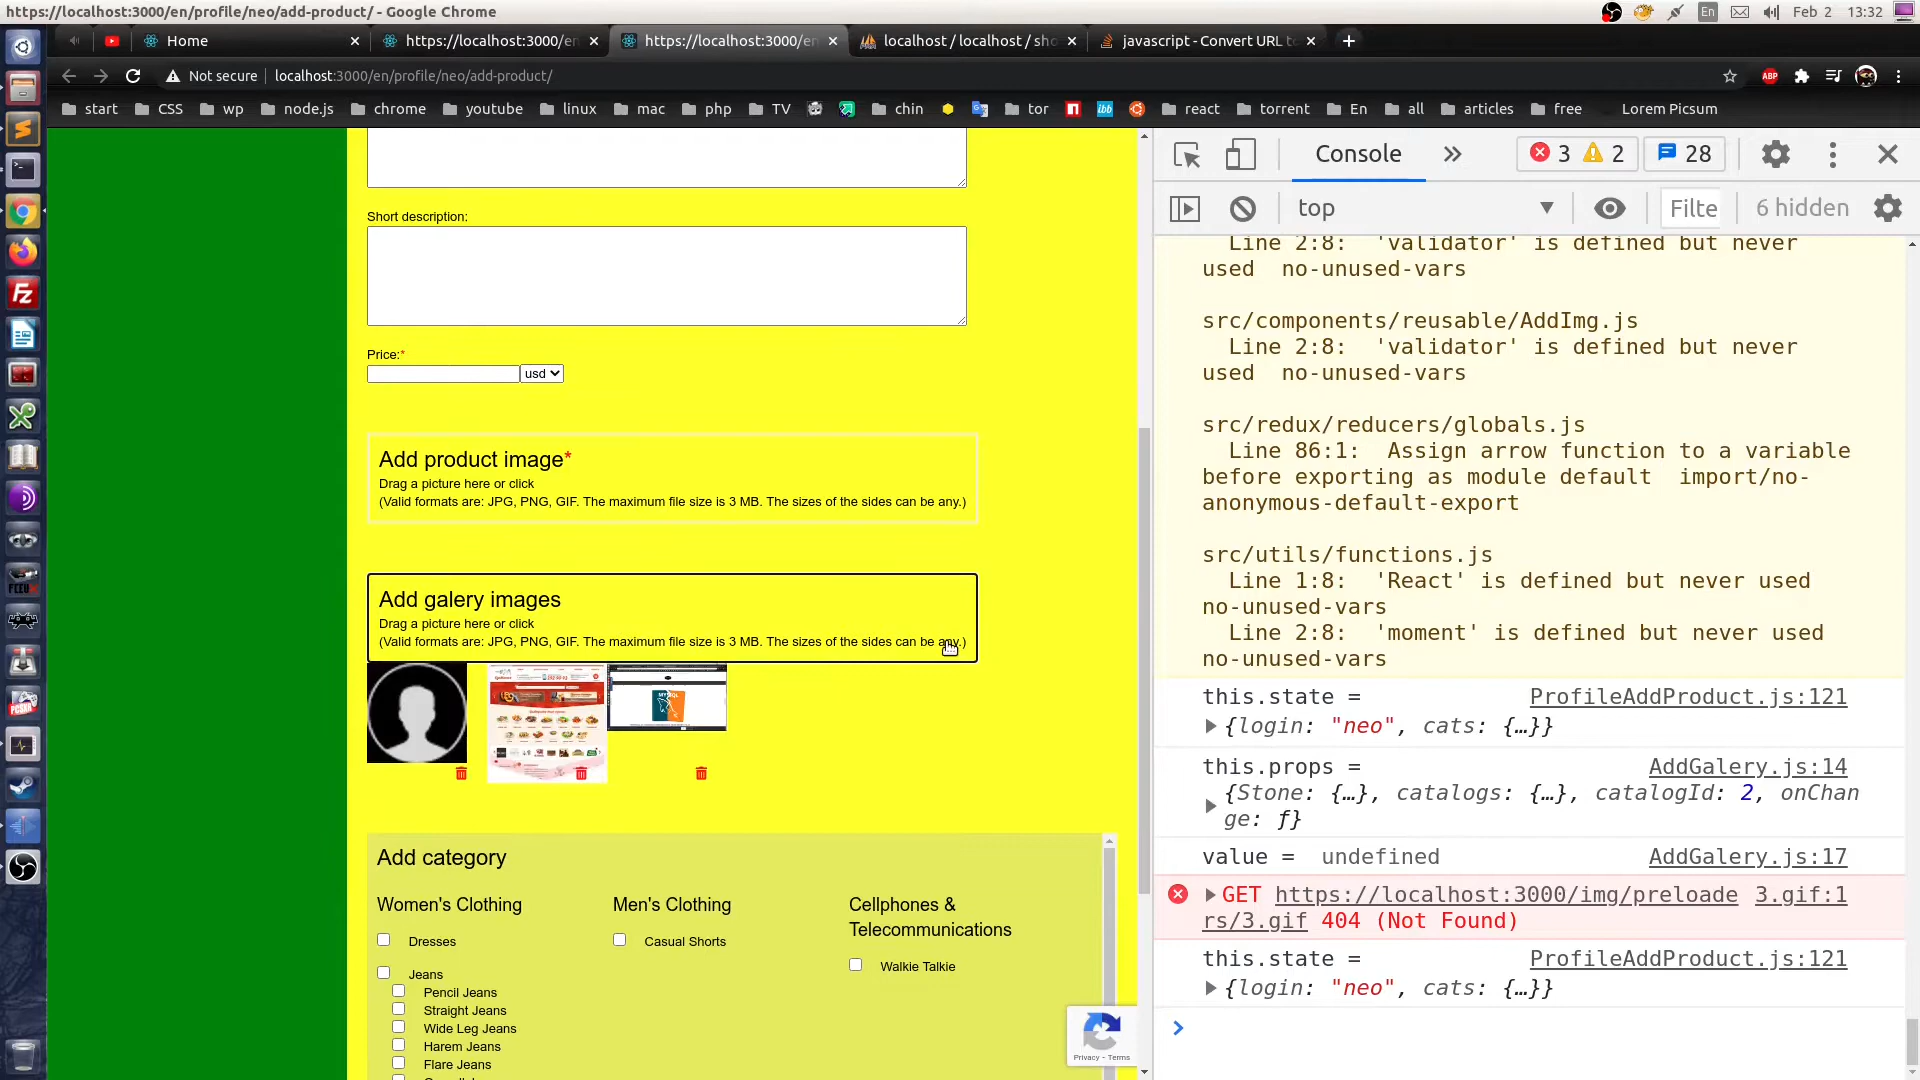 https://localhost:3000/en/profile/neo/add-product/ - Google Chrome
En
Feb 2
13:32
Home
https://localhost:3000/en
https://localhost:3000/en
localhost / localhost / sho
javascript - Convert URL to
Not secure
localhost:3000/en/profile/neo/add-product/
ABP
start
CSS
wp
node.js
chrome
youtube
linux
mac
php
TV
chin
tor
ibb
react
torrent
En
all
articles
free
Lorem Picsum
Short description:
Price:*
usd
Add product image*
Drag a picture here or click
(Valid formats are: JPG, PNG, GIF. The maximum file size is 3 MB. The sizes of the sides can be any.)
Add galery images
Drag a picture here or click
(Valid formats are: JPG, PNG, GIF. The maximum file size is 3 MB. The sizes of the sides can be any.)
Add category
Women's Clothing
Dresses
Jeans
Pencil Jeans
Straight Jeans
Wide Leg Jeans
Harem Jeans
Flare Jeans
Men's Clothing
Casual Shorts
Cellphones &
Telecommunications
Walkie Talkie
Privacy - Terms
Console
3
2
28
top
Filte
6 hidden
Line 2:8: 'validator' is defined but never
used no-unused-vars
src/components/reusable/AddImg.js
Line 2:8: 'validator' is defined but never
used no-unused-vars
src/redux/reducers/globals.js
Line 86:1: Assign arrow function to a variable
before exporting as module default import/no-
anonymous-default-export
src/utils/functions.js
Line 1:8: 'React' is defined but never used
no-unused-vars
Line 2:8: 'moment' is defined but never used
no-unused-vars
this.state = ProfileAddProduct.js:121
{login: "neo", cats: {…}}
this.props = AddGalery.js:14
{Stone: {…}, catalogs: {…}, catalogId: 2, onChan
ge: ƒ}
value = undefined AddGalery.js:17
GET https://localhost:3000/img/preloade 3.gif:1
rs/3.gif 404 (Not Found)
this.state = ProfileAddProduct.js:121
{login: "neo", cats: {…}}